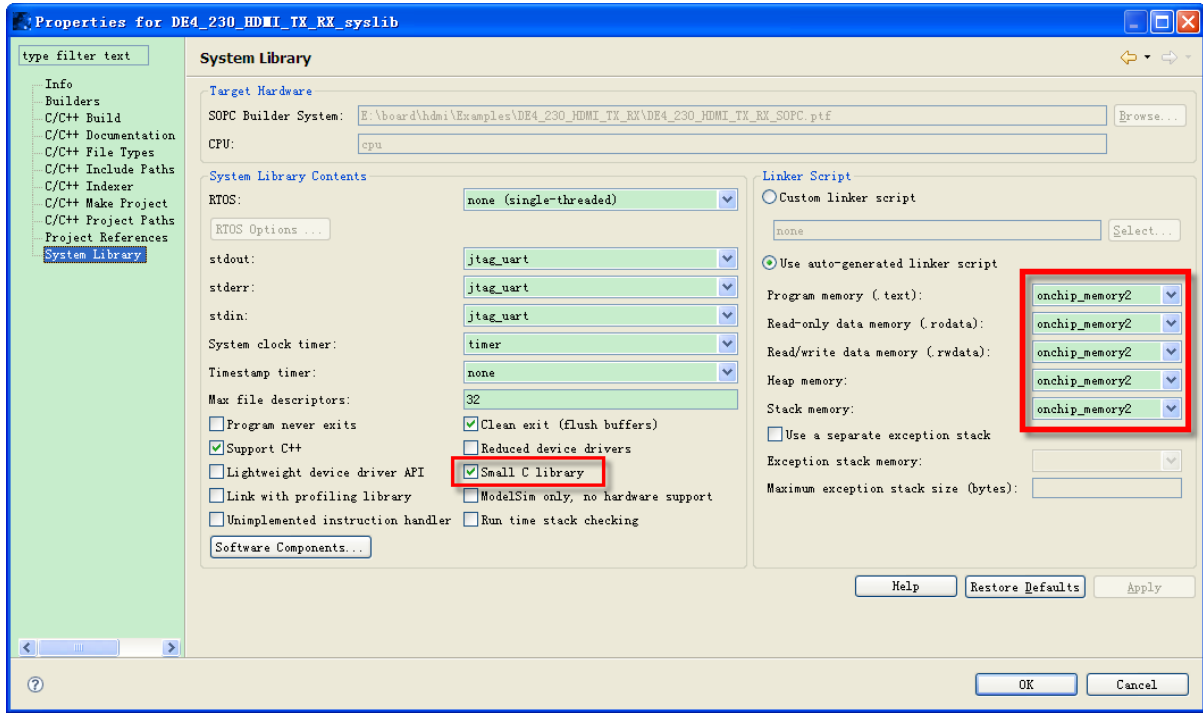 Properties for DE4_230_HDMI_TX_RX_syslib
type filter text
Info
Builders
C/C++ Build
C/C++ Documentation
C/C++ File Types
C/C++ Include Paths
C/C++ Indexer
C/C++ Make Project
C/C++ Project Paths
Project References
System Library
System Library
Target Hardware
SOPC Builder System: E:\board\hdmi\Examples\DE4_230_HDMI_TX_RX\DE4_230_HDMI_TX_RX_SOPC.ptf Browse...
CPU: cpu
System Library Contents
RTOS: none (single-threaded)
RTOS Options ...
stdout: jtag_uart
stderr: jtag_uart
stdin: jtag_uart
System clock timer: timer
Timestamp timer: none
Max file descriptors: 32
Program never exits Clean exit (flush buffers)
Support C++ Reduced device drivers
Lightweight device driver API Small C library
Link with profiling library ModelSim only, no hardware support
Unimplemented instruction handler Run time stack checking
Software Components...
Linker Script
Custom linker script
none Select...
Use auto-generated linker script
Program memory (.text): onchip_memory2
Read-only data memory (.rodata): onchip_memory2
Read/write data memory (.rwdata): onchip_memory2
Heap memory: onchip_memory2
Stack memory: onchip_memory2
Use a separate exception stack
Exception stack memory:
Maximum exception stack size (bytes):
Help Restore Defaults Apply
OK Cancel